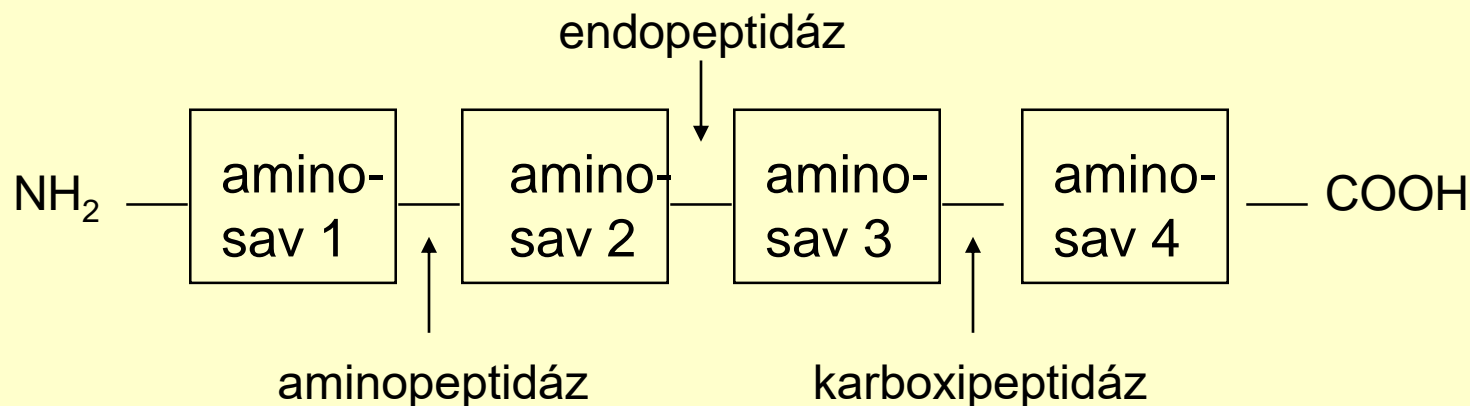 endopeptidáz
NH₂
amino-
sav 1
amino-
sav 2
amino-
sav 3
amino-
sav 4
COOH
aminopeptidáz
karboxipeptidáz